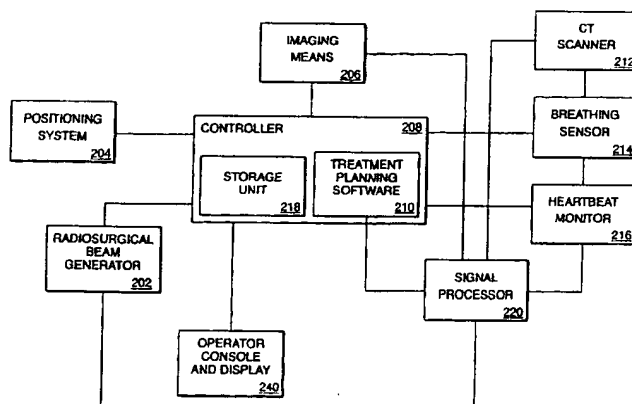 IMAGING
MEANS
206
CT
SCANNER
212
POSITIONING
SYSTEM
204
CONTROLLER
208
STORAGE
UNIT
218
TREATMENT
PLANNING
SOFTWARE
210
BREATHING
SENSOR
214
HEARTBEAT
MONITOR
216
RADIOSURGICAL
BEAM
GENERATOR
202
SIGNAL
PROCESSOR
220
OPERATOR
CONSOLE
AND DISPLAY
240